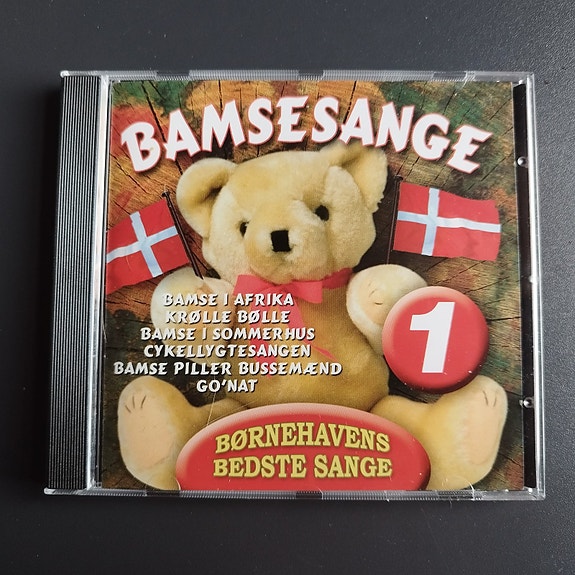 BAMSESANGE
BAMSE I AFRIKA
KRØLLE BØLLE
BAMSE I SOMMERHUS
CYKELLYGTESANGEN
BAMSE PILLER BUSSEMÆND
GO'NAT
1
BØRNEHAVENS
BEDSTE SANGE